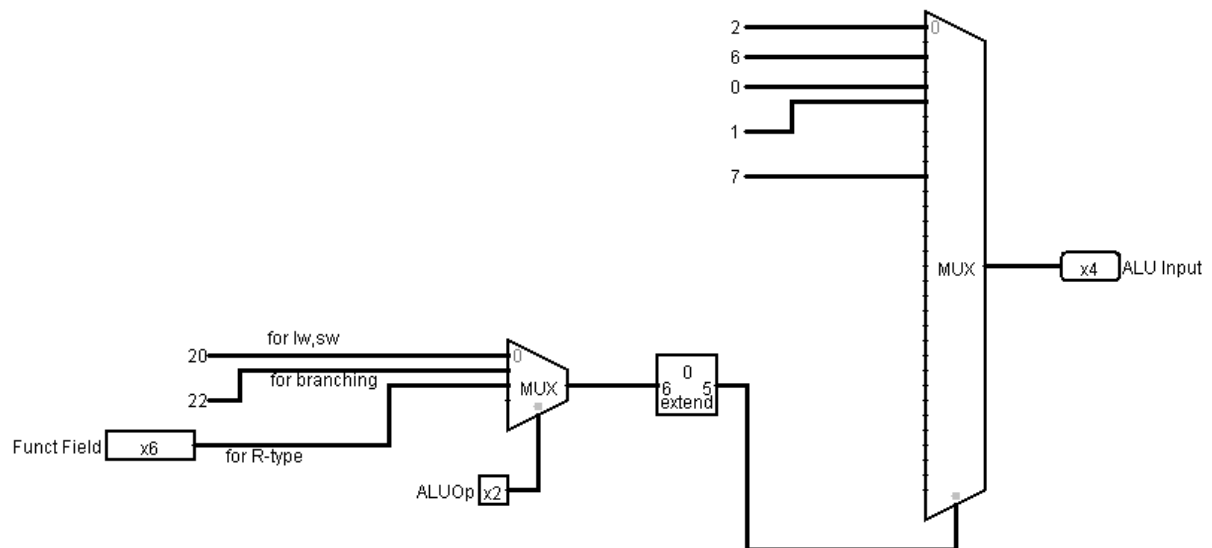 2
0
6
0
1
7
MUX
x4 ALU Input
for lw,sw
20
0
for branching
MUX
22
0
6 5
extend
Funct Field x6
for R-type
ALUOp x2